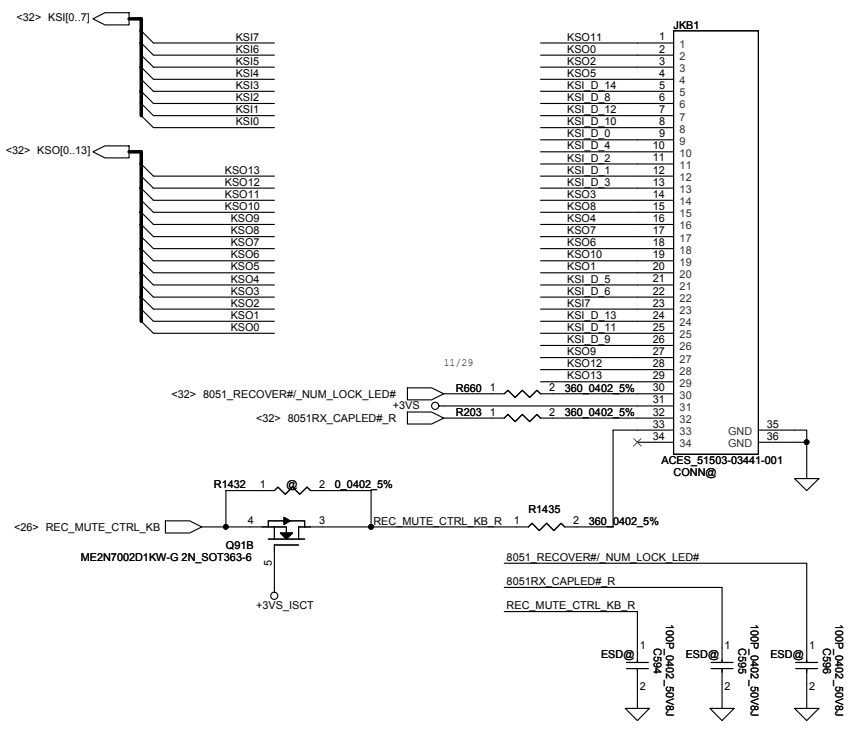 <32> KSI[0..7]
KSI7
KSI6
KSI5
KSI4
KSI3
KSI2
KSI1
KSI0
<32> KSO[0..13]
KSO13
KSO12
KSO11
KSO10
KSO9
KSO8
KSO7
KSO6
KSO5
KSO4
KSO3
KSO2
KSO1
KSO0
JKB1
KSO11 1 1
KSO0 2 2
KSO2 3 3
KSO5 4 4
KSI_D_14 5 5
KSI_D_8 6 6
KSI_D_12 7 7
KSI_D_10 8 8
KSI_D_0 9 9
KSI_D_4 10 10
KSI_D_2 11 11
KSI_D_1 12 12
KSI_D_3 13 13
KSO3 14 14
KSO8 15 15
KSO4 16 16
KSO7 17 17
KSO6 18 18
KSO10 19 19
KSO1 20 20
KSI_D_5 21 21
KSI_D_6 22 22
KSI7 23 23
KSI_D_13 24 24
KSI_D_11 25 25
KSI_D_9 26 26
KSO9 27 27
KSO12 28 28
KSO13 29 29
11/29
<32> 8051_RECOVER#/_NUM_LOCK_LED# R660 1 2 360_0402_5% 30 30
+3VS 31 31
<32> 8051RX_CAPLED#_R R203 1 2 360_0402_5% 32 32
33 33 GND 35
34 34 GND 36
ACES_51503-03441-001
CONN@
R1432 1 @ 2 0_0402_5%
<26> REC_MUTE_CTRL_KB 4 3 REC_MUTE_CTRL_KB_R 1 R1435 2 360_0402_5%
Q91B
ME2N7002D1KW-G 2N_SOT363-6
5
+3VS_ISCT
8051_RECOVER#/_NUM_LOCK_LED#
8051RX_CAPLED#_R
REC_MUTE_CTRL_KB_R
ESD@ 1 2 C594 100P_0402_50V8J
ESD@ 1 2 C595 100P_0402_50V8J
ESD@ 1 2 C596 100P_0402_50V8J